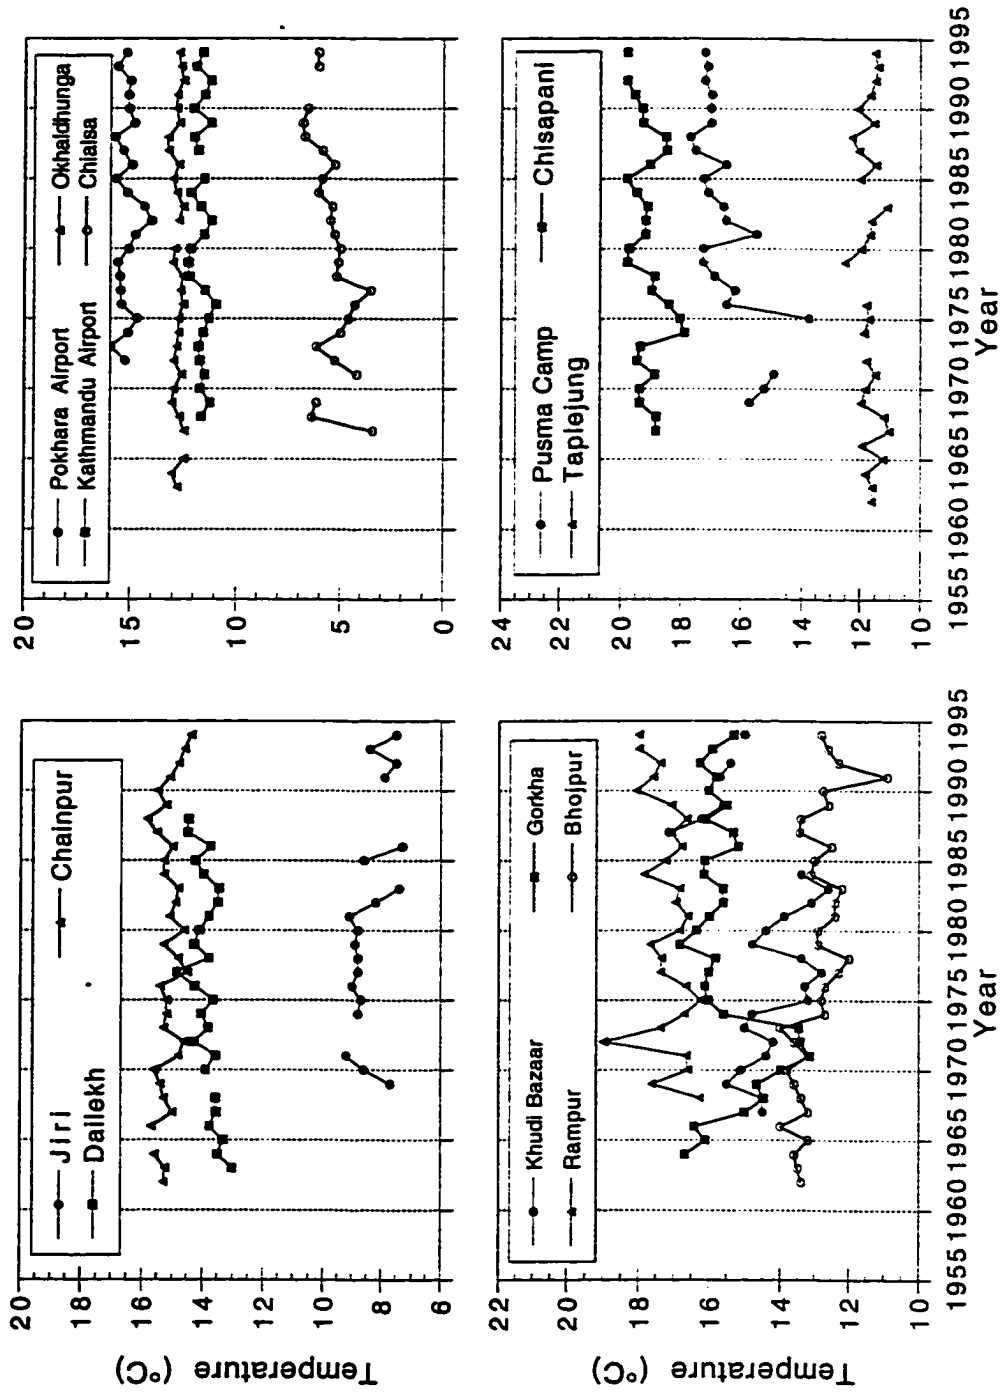 Jiri
Chainpur
Dailekh
20
18
16
14
12
10
8
6
Temperature (°C)
Pokhara Airport
Okhaldhunga
Kathmandu Airport
Chialsa
20
15
10
5
0
Khudi Bazaar
Gorkha
Rampur
Bhojpur
22
20
18
16
14
12
10
Temperature (°C)
1955 1960 1965 1970 1975 1980 1985 1990 1995
Year
Pusma Camp
Chisapani
Taplejung
24
22
20
18
16
14
12
10
1955 1960 1965 1970 1975 1980 1985 1990 1995
Year